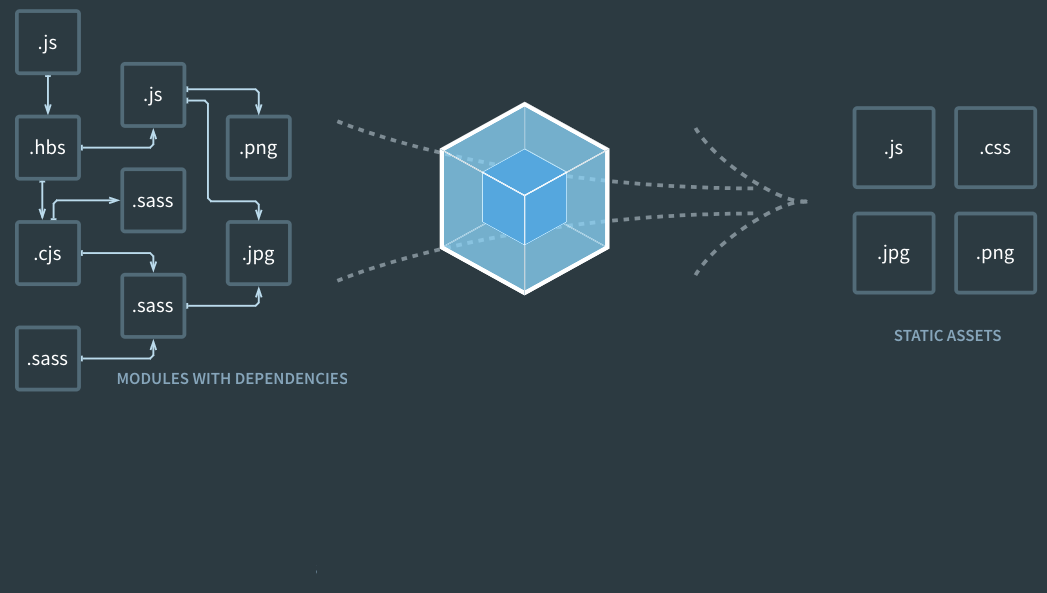 .js
.js
.hbs
.png
.sass
.cjs
.jpg
.sass
.sass
MODULES WITH DEPENDENCIES
.js
.css
.jpg
.png
STATIC ASSETS